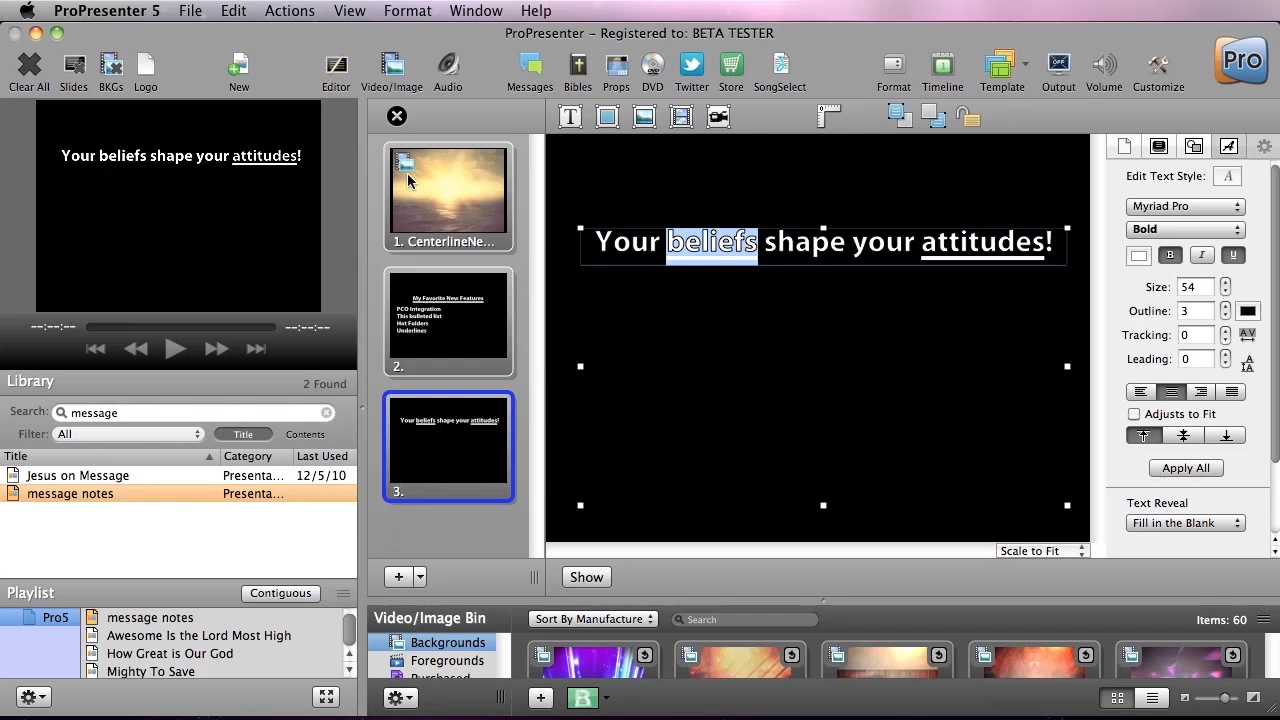 ProPresenter 5 File Edit Actions View Format Window Help
ProPresenter – Registered to: BETA TESTER
Clear All Slides BKGs Logo New Editor Video/Image Audio Messages Bibles Props DVD Twitter Store SongSelect Format Timeline Template Output Volume Customize
Pro
Your beliefs shape your attitudes!
--:--:-- --:--:--
Library 2 Found
Search: message
Filter: All Title Contents
Title Category Last Used
Jesus on Message Presenta... 12/5/10
message notes Presenta...
Playlist Contiguous
Pro5
message notes
Awesome Is the Lord Most High
How Great is Our God
Mighty To Save
1. CenterlineNe...
My Favorite New Features
PCO Integration
This bulleted list
Hot Folders
Underlines
2.
Your beliefs shape your attitudes!
3.
T
Your beliefs shape your attitudes!
Scale to Fit
Show
Edit Text Style: A
Myriad Pro
Bold
B I U
Size: 54
Outline: 3
Tracking: 0 AV
Leading: 0
Adjusts to Fit
Apply All
Text Reveal
Fill in the Blank
Video/Image Bin Sort By Manufacture Search Items: 60
Backgrounds
Foregrounds
Purchased